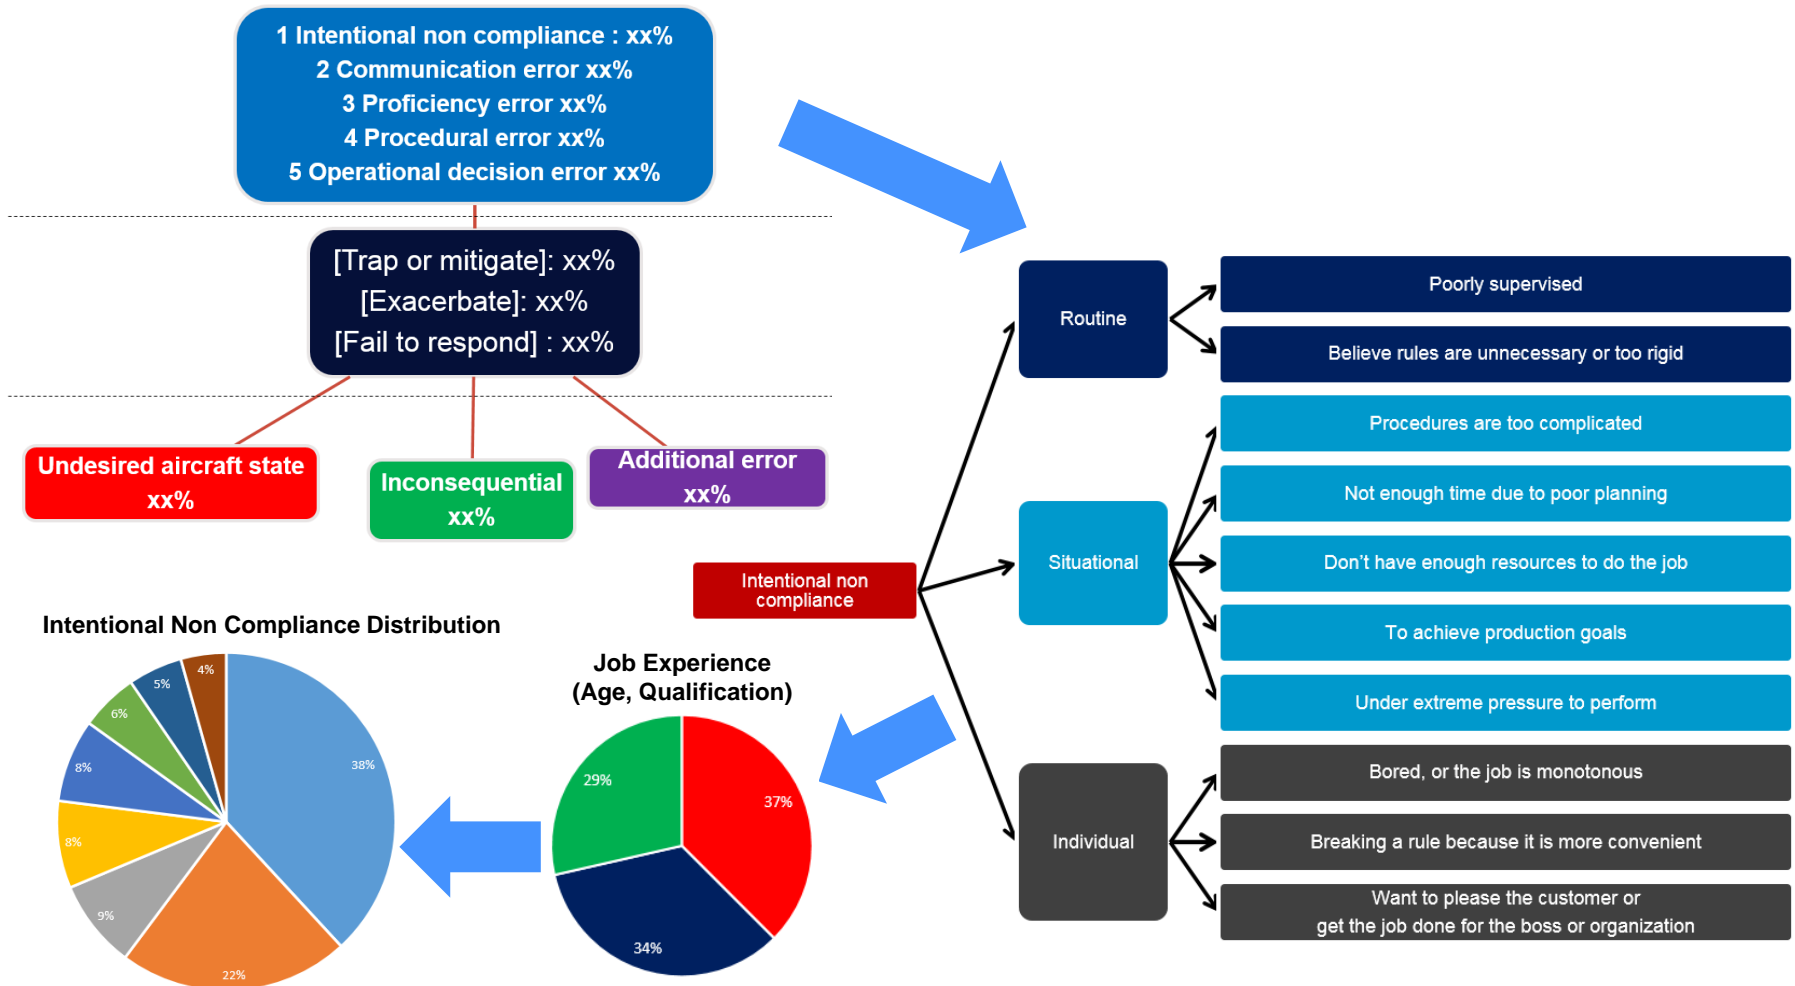 1 Intentional non compliance : xx%
2 Communication error xx%
3 Proficiency error xx%
4 Procedural error xx%
5 Operational decision error xx%
[Trap or mitigate]: xx%
[Exacerbate]: xx%
[Fail to respond] : xx%
Undesired aircraft state
xx%
Inconsequential
xx%
Additional error
xx%
Intentional non
compliance
Routine
Poorly supervised
Believe rules are unnecessary or too rigid
Situational
Procedures are too complicated
Not enough time due to poor planning
Don't have enough resources to do the job
To achieve production goals
Under extreme pressure to perform
Individual
Bored, or the job is monotonous
Breaking a rule because it is more convenient
Want to please the customer or
get the job done for the boss or organization
Job Experience
(Age, Qualification)
37%
34%
29%
Intentional Non Compliance Distribution
38%
22%
9%
8%
8%
6%
5%
4%